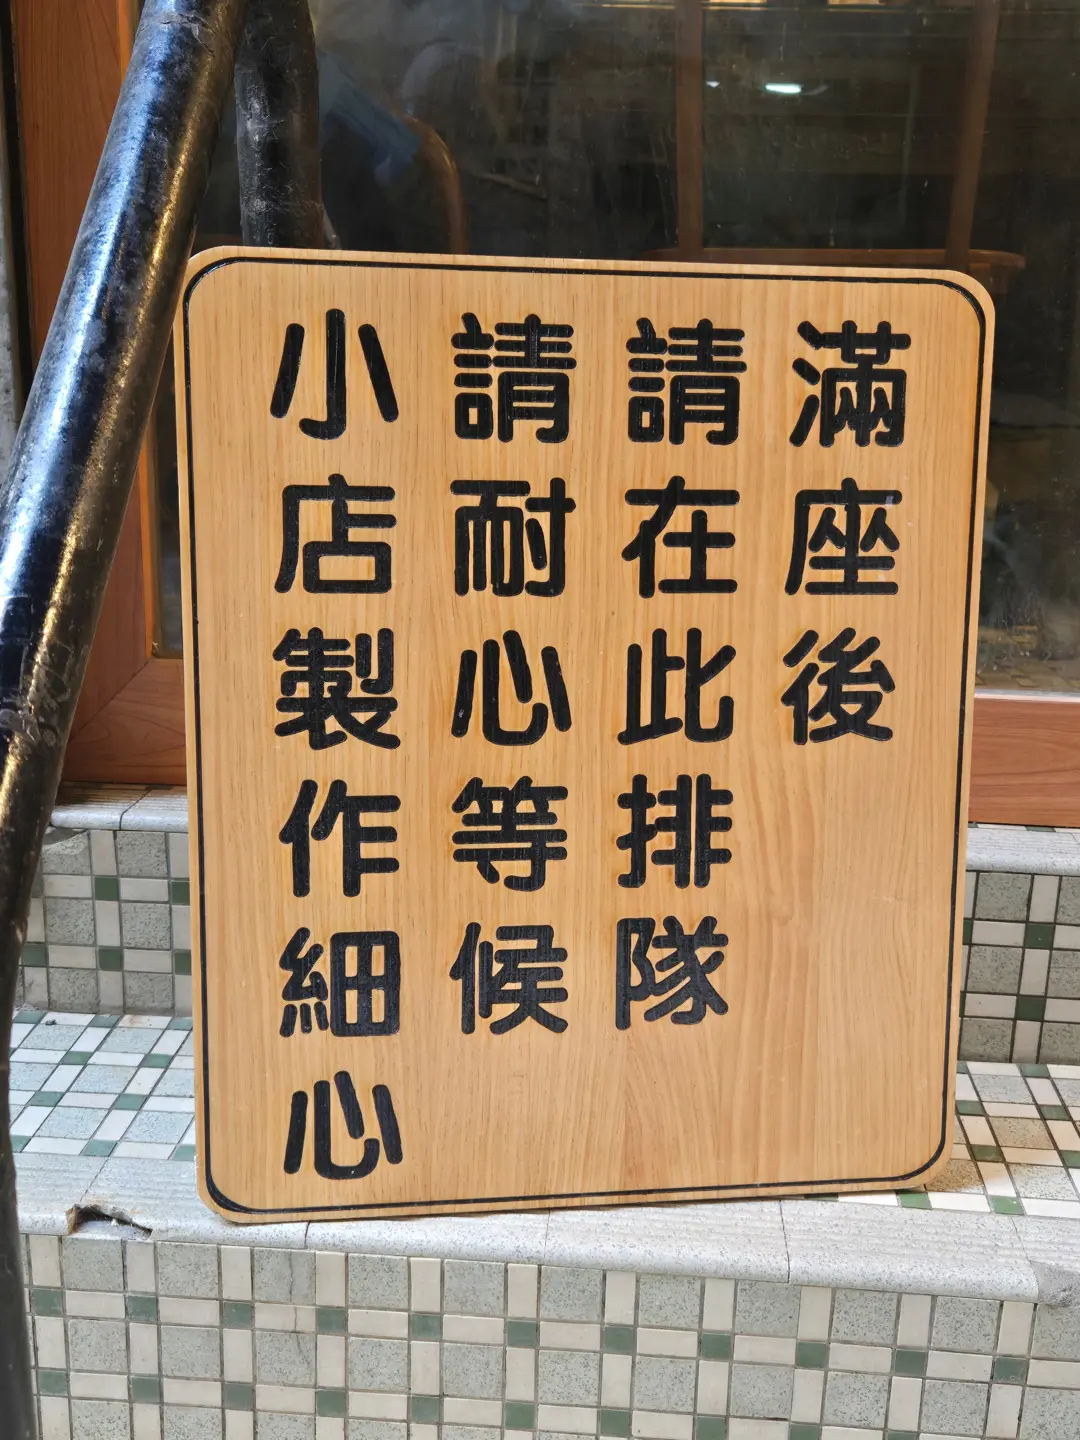 滿座後
請在此排隊
請耐心等候
小店製作細心